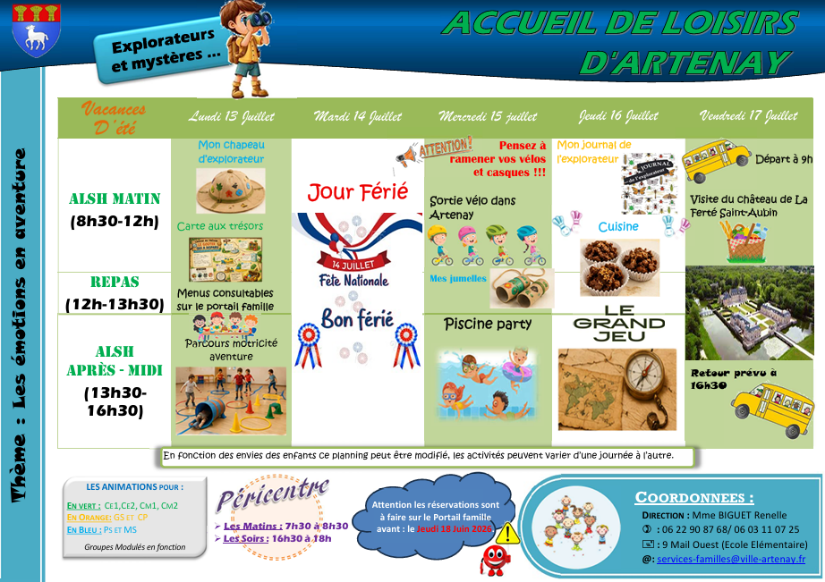 Explorateurs
et mystères ...
ACCUEIL DE LOISIRS
D'ARTENAY
Thème : Les émotions en aventure
Vacances
D'été
Lundi 13 Juillet
Mardi 14 Juillet
Mercredi 15 juillet
Jeudi 16 Juillet
Vendredi 17 Juillet
ALSH MATIN
(8h30-12h)
Mon chapeau
d'explorateur
Carte aux trésors
Jour Férié
14 JUILLET
Fête Nationale
Bon férié
ATTENTION !
Pensez à
ramener vos vélos
et casques !!!
Sortie vélo dans
Artenay
Mes jumelles
Mon journal de
l'explorateur
JOURNAL
de l'explorateur
Cuisine
Départ à 9h
Visite du château de La
Ferté Saint-Aubin
REPAS
(12h-13h30)
Menus consultables
sur le portail famille
ALSH
APRÈS - MIDI
(13h30-
16h30)
Parcours motricité
aventure
Piscine party
LE
GRAND
JEU
Retour prévu à
16h30
En fonction des envies des enfants ce planning peut être modifié, les activités peuvent varier d'une journée à l'autre.
LES ANIMATIONS POUR :
EN VERT : CE1,CE2, CM1, CM2
EN ORANGE: GS ET CP
EN BLEU : PS ET MS
Groupes Modulés en fonction
Péricentre
➢ Les Matins : 7h30 à 8h30
➢ Les Soirs : 16h30 à 18h
Attention les réservations sont
à faire sur le Portail famille
avant : le Jeudi 18 Juin 2026
COORDONNEES :
DIRECTION : Mme BIGUET Renelle
: 06 22 90 87 68/ 06 03 11 07 25
: 9 Mail Ouest (Ecole Elémentaire)
@: services-familles@ville-artenay.fr